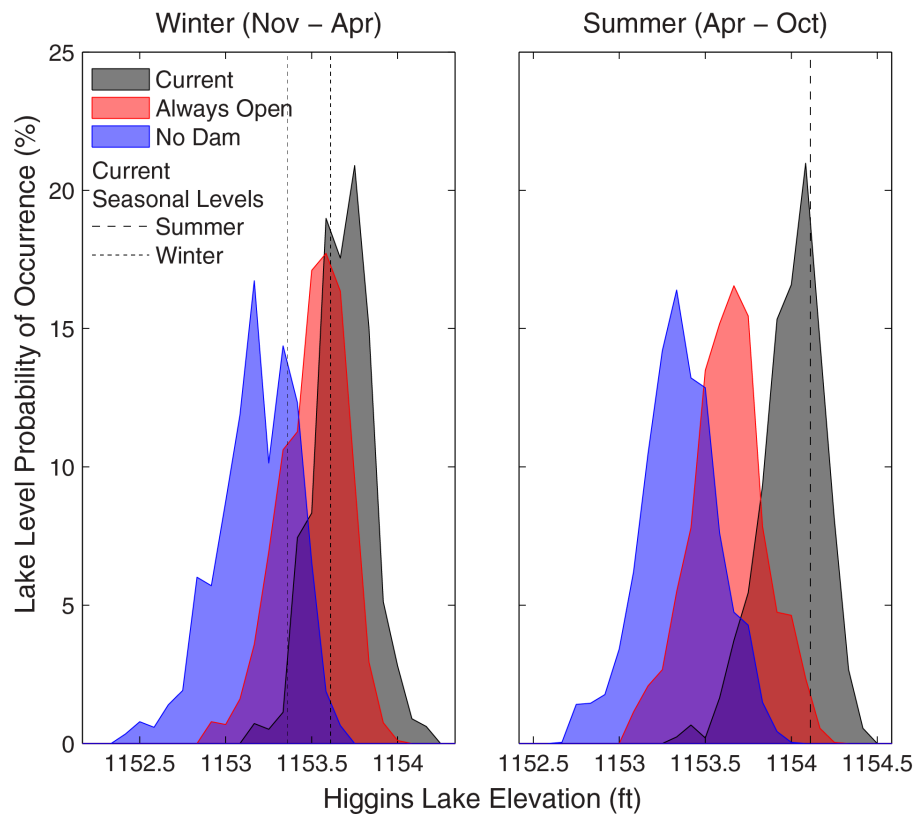 Winter (Nov – Apr)
Summer (Apr – Oct)
Lake Level Probability of Occurrence (%)
25
20
15
10
5
0
Current
Always Open
No Dam
Current
Seasonal Levels
Summer
Winter
1152.5 1153 1153.5 1154
1152.5 1153 1153.5 1154 1154.5
Higgins Lake Elevation (ft)